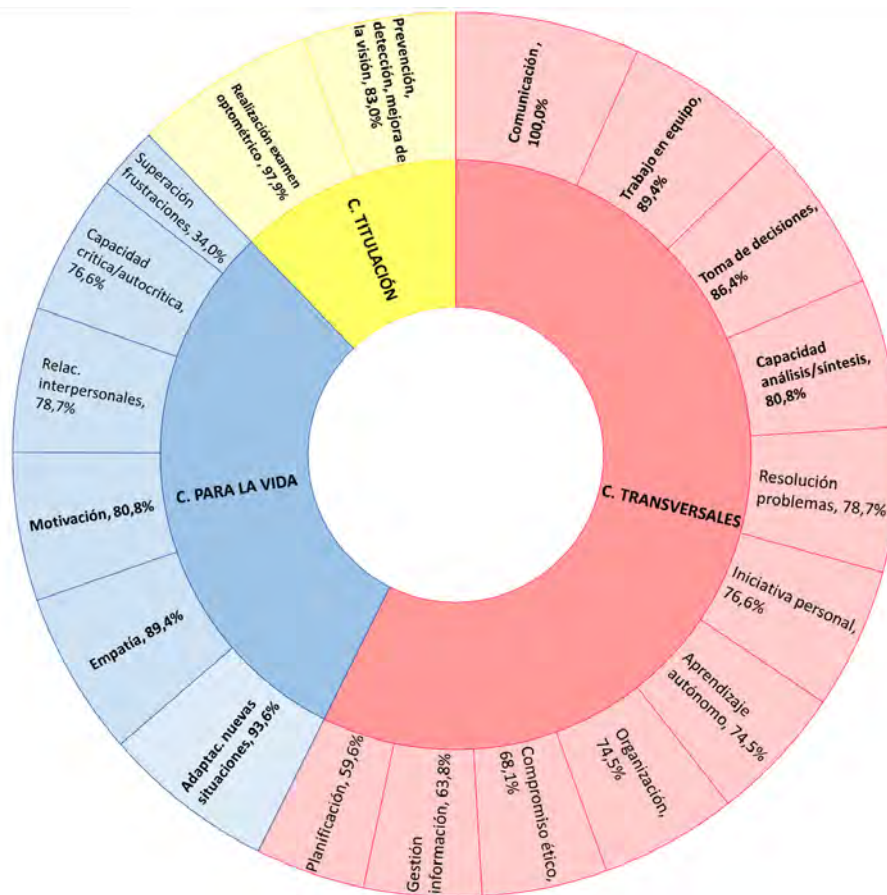 C. TRANSVERSALES
Comunicación ,
100,0%
Trabajo en equipo,
89,4%
Toma de decisiones,
86,4%
Capacidad
análisis/síntesis,
80,8%
Resolución
problemas, 78,7%
Iniciativa personal,
76,6%
Aprendizaje
autónomo, 74,5%
Organización,
74,5%
Compromiso ético,
68,1%
Gestión
información, 63,8%
Planificación, 59,6%
C. PARA LA VIDA
Adaptac. nuevas
situaciones, 93,6%
Empatía, 89,4%
Motivación, 80,8%
Relac.
interpersonales,
78,7%
Capacidad
crítica/autocrítica,
76,6%
Superación
frustraciones, 34,0%
C. TITULACIÓN
Realización examen
optométrico , 97,9%
Prevención,
detección, mejora de
la visión, 83,0%